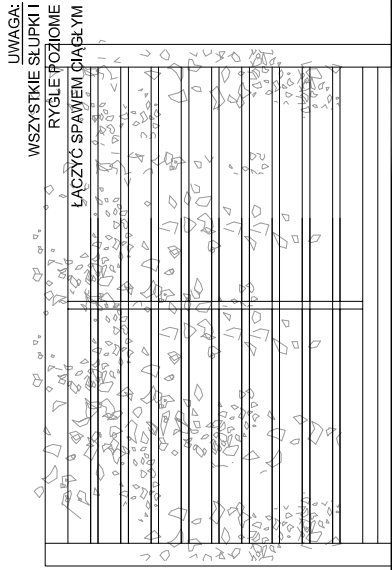 UWAGA:
WSZYSTKIE SŁUPKI I
RYGLE POZIOME
ŁĄCZYĆ SPAWEM CIĄGŁYM